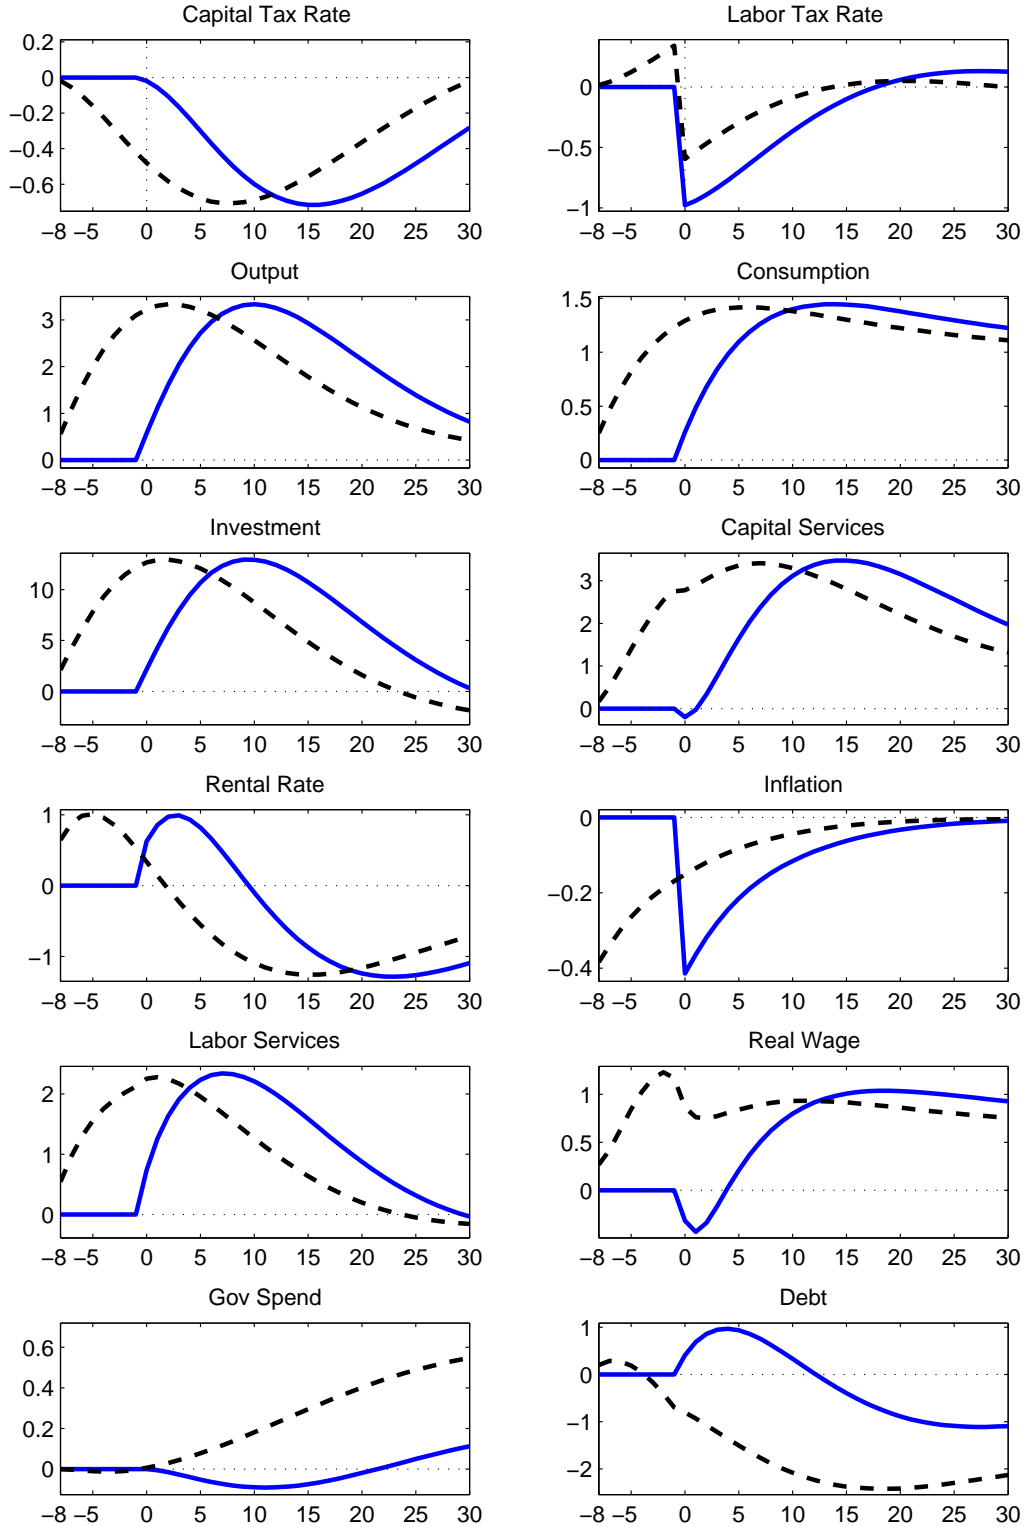 Capital Tax Rate
0.2
0
−0.2
−0.4
−0.6
−8 −5 0 5 10 15 20 25 30
Labor Tax Rate
0
−0.5
−1
−8 −5 0 5 10 15 20 25 30
Output
3
2
1
0
−8 −5 0 5 10 15 20 25 30
Consumption
1.5
1
0.5
0
−8 −5 0 5 10 15 20 25 30
Investment
10
5
0
−8 −5 0 5 10 15 20 25 30
Capital Services
3
2
1
0
−8 −5 0 5 10 15 20 25 30
Rental Rate
1
0
−1
−8 −5 0 5 10 15 20 25 30
Inflation
0
−0.2
−0.4
−8 −5 0 5 10 15 20 25 30
Labor Services
2
1
0
−8 −5 0 5 10 15 20 25 30
Real Wage
1
0.5
0
−8 −5 0 5 10 15 20 25 30
Gov Spend
0.6
0.4
0.2
0
−8 −5 0 5 10 15 20 25 30
Debt
1
0
−1
−2
−8 −5 0 5 10 15 20 25 30